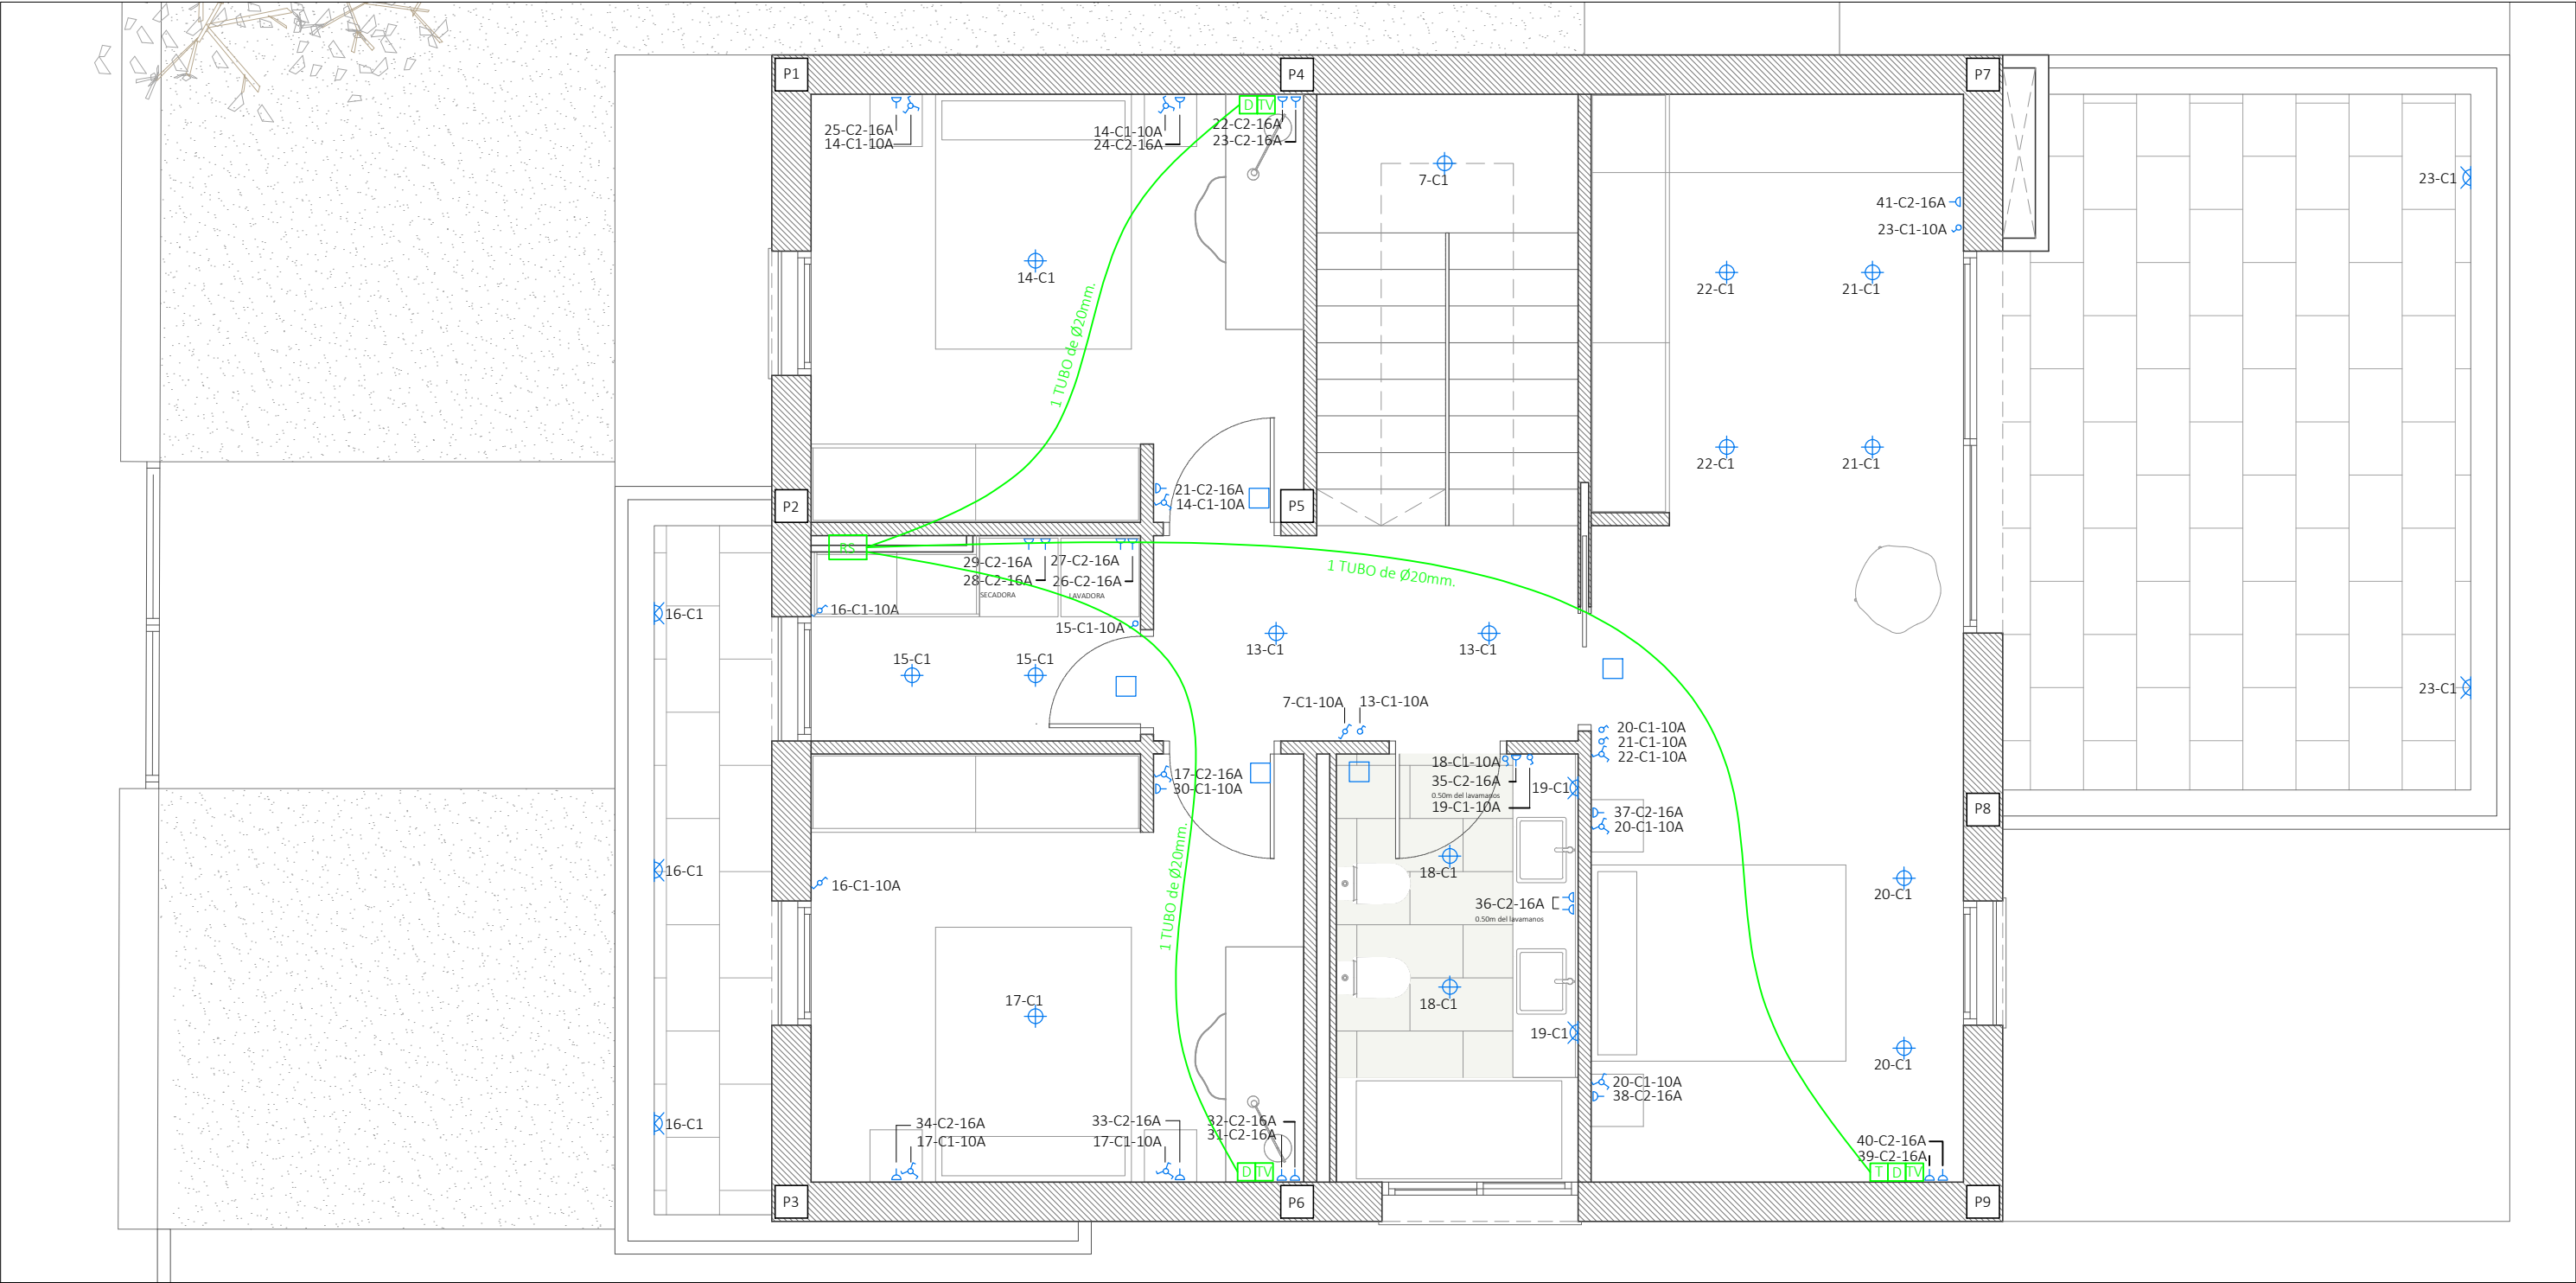 P1
P4
P7
25-C2-16A
14-C1-10A
14-C1-10A
24-C2-16A
D TV
22-C2-16A
23-C2-16A
7-C1
23-C1
41-C2-16A
23-C1-10A
14-C1
22-C1
21-C1
1 TUBO de Ø20mm.
22-C1
21-C1
P2
21-C2-16A
14-C1-10A
P5
BS
29-C2-16A
28-C2-16A
SECADORA
27-C2-16A
26-C2-16A
LAVADORA
1 TUBO de Ø20mm.
16-C1
16-C1-10A
15-C1-10A
15-C1
15-C1
13-C1
13-C1
23-C1
7-C1-10A
13-C1-10A
20-C1-10A
21-C1-10A
22-C1-10A
17-C2-16A
30-C1-10A
18-C1-10A
35-C2-16A
0.50m del lavamanos
19-C1-10A
19-C1
37-C2-16A
20-C1-10A
P8
16-C1
16-C1-10A
1 TUBO de Ø20mm.
18-C1
36-C2-16A
0.50m del lavamanos
20-C1
17-C1
18-C1
19-C1
20-C1
20-C1-10A
38-C2-16A
16-C1
34-C2-16A
17-C1-10A
33-C2-16A
17-C1-10A
32-C2-16A
31-C2-16A
D TV
40-C2-16A
39-C2-16A
T D TV
P3
P6
P9